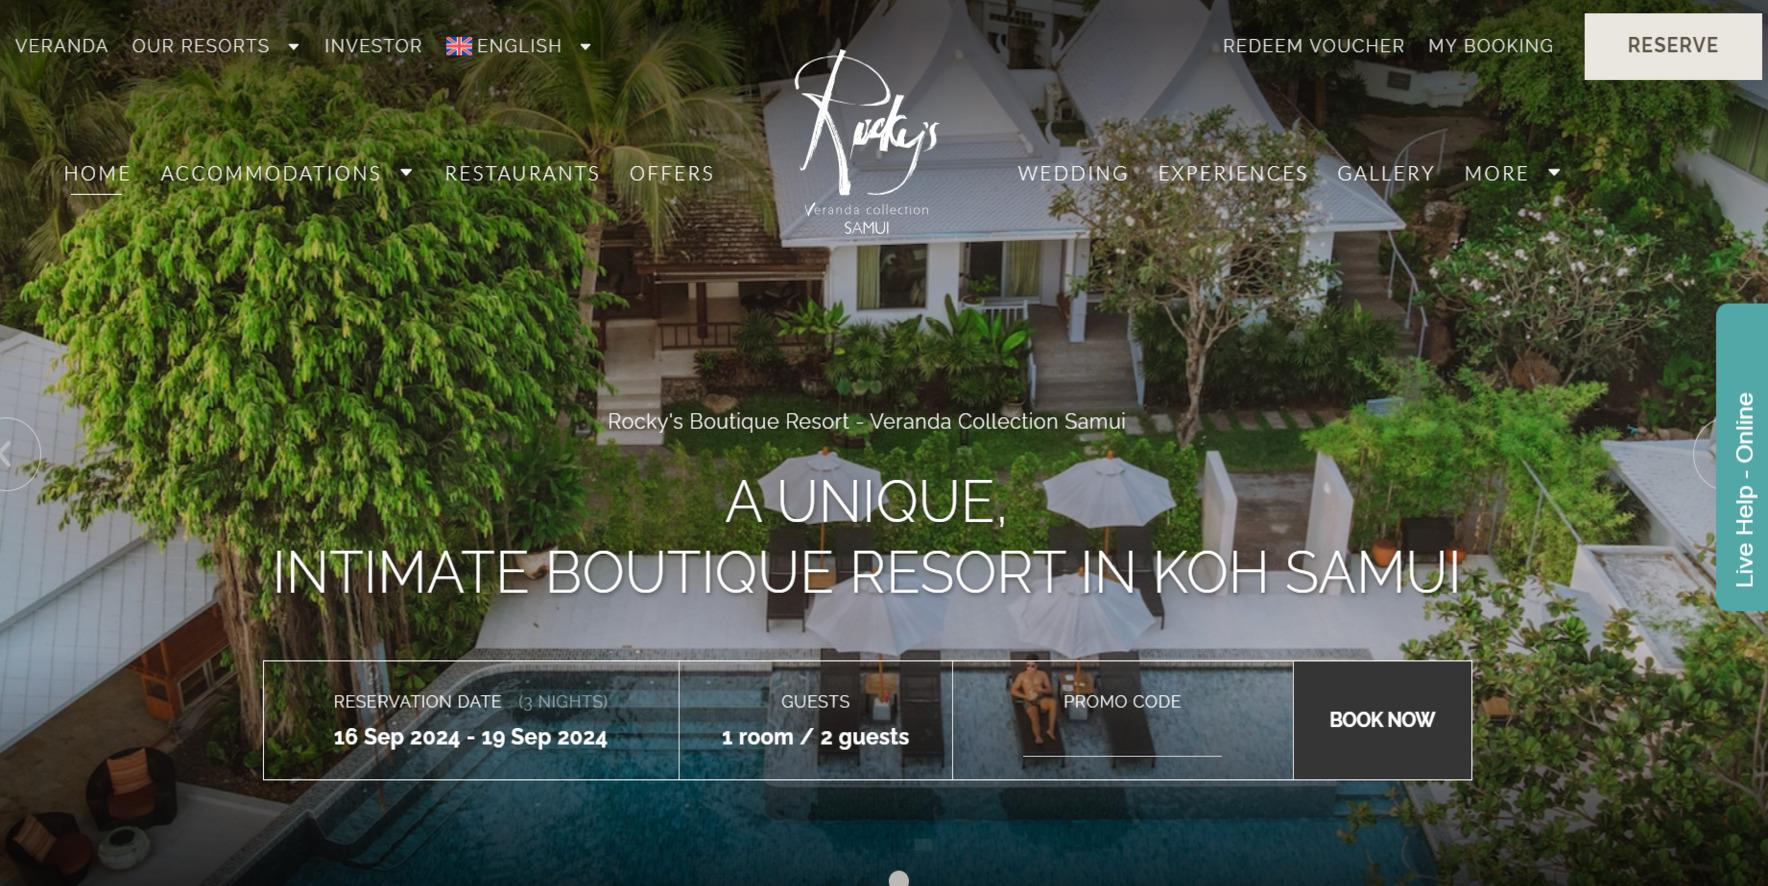 VERANDA OUR RESORTS INVESTOR ENGLISH REDEEM VOUCHER MY BOOKING RESERVE
Rocky's
Veranda collection
SAMUI
HOME ACCOMMODATIONS RESTAURANTS OFFERS WEDDING EXPERIENCES GALLERY MORE
Live Help - Online
Rocky's Boutique Resort - Veranda Collection Samui
A UNIQUE,
INTIMATE BOUTIQUE RESORT IN KOH SAMUI
RESERVATION DATE (3 NIGHTS)
16 Sep 2024 - 19 Sep 2024
GUESTS
1 room / 2 guests
PROMO CODE
BOOK NOW